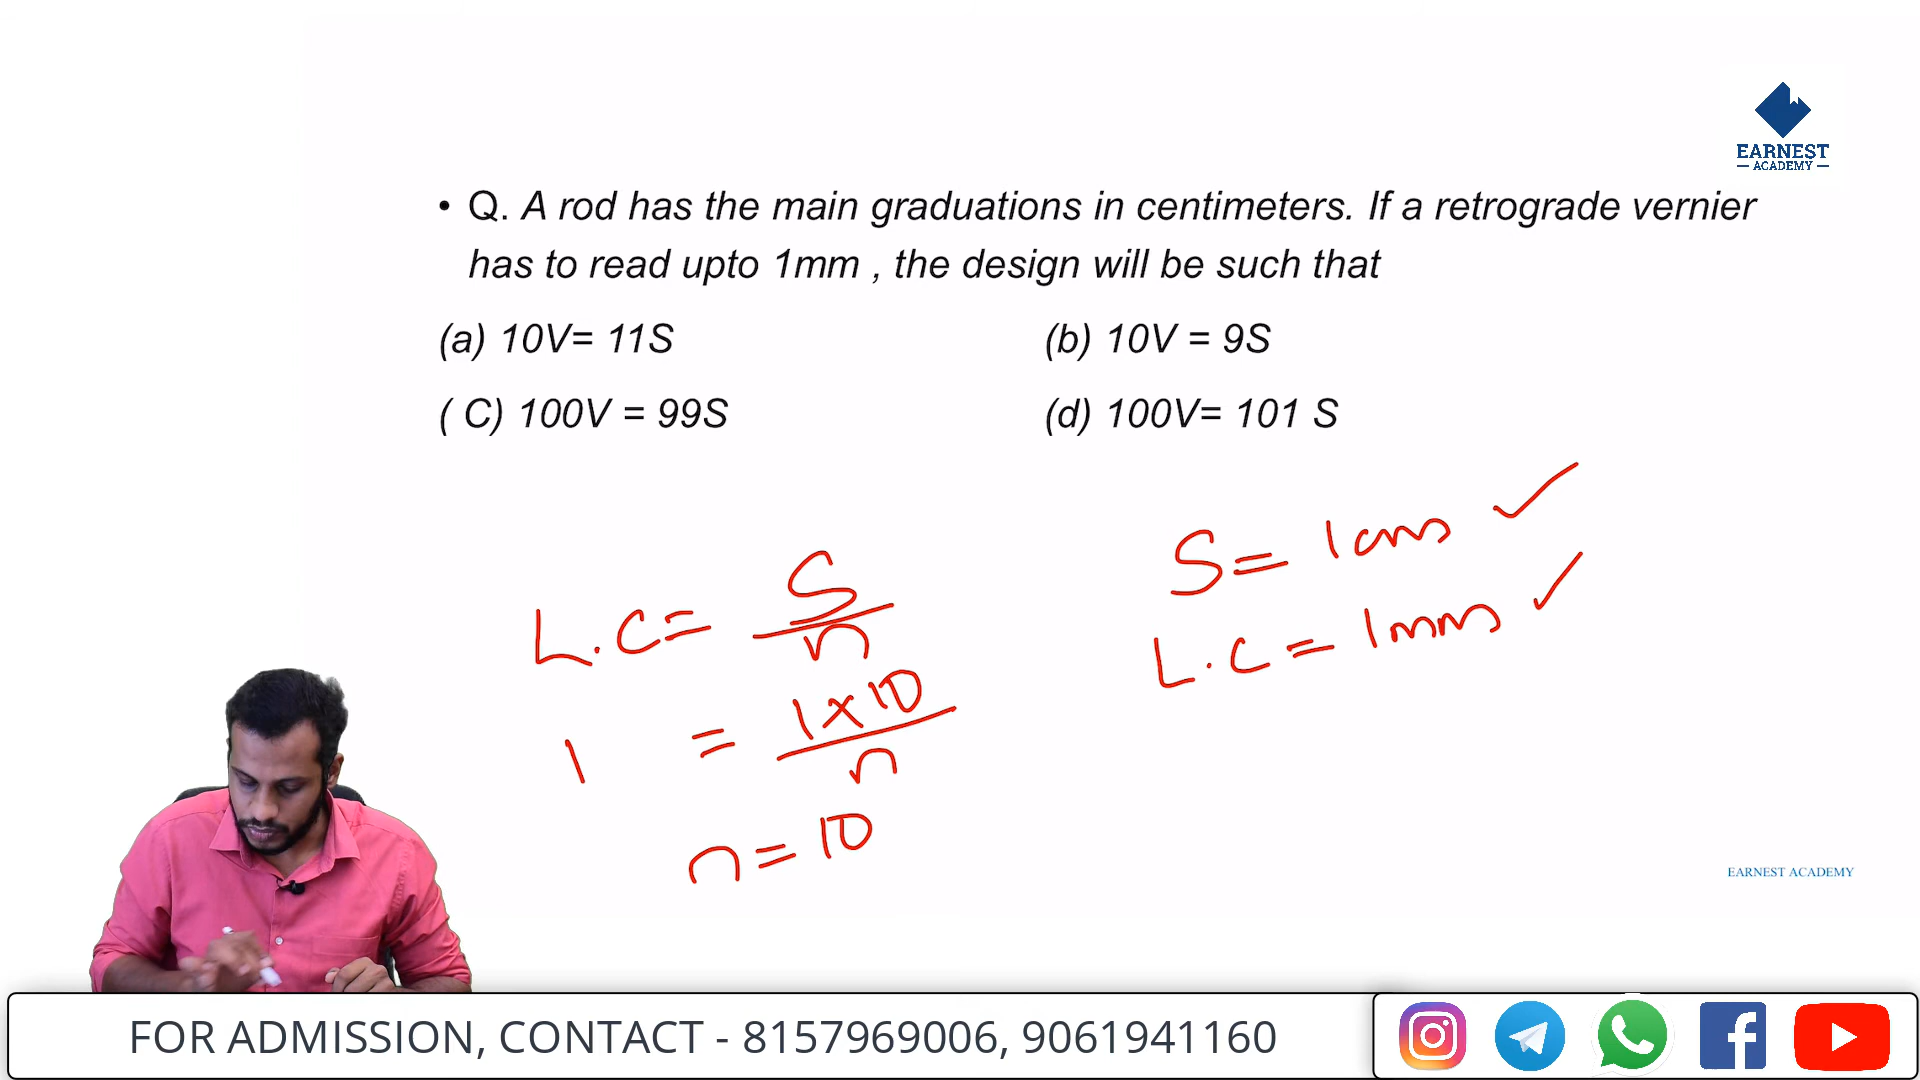 EARNEST
ACADEMY
• Q. A rod has the main graduations in centimeters. If a retrograde vernier
has to read upto 1mm , the design will be such that
(a) 10V= 11S
(b) 10V = 9S
( C) 100V = 99S
(d) 100V= 101 S
S = 1cm ✓
L.C = 1mm ✓
L.C = S/n
1 = 1×10/n
n = 10
EARNEST ACADEMY
FOR ADMISSION, CONTACT - 8157969006, 9061941160